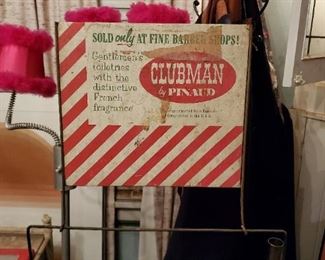 SOLD only AT FINE BARBER SHOPS!
Gentlemen's
toiletries
with the
distinctive
French
fragrance
CLUBMAN
by PINAUD